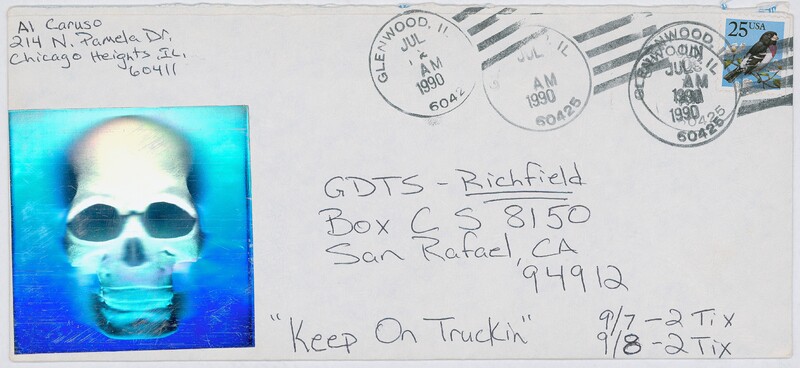 Al Caruso
214 N. Pamela Dr.
Chicago Heights IL,
60411
GLENWOOD, IL
JUL
AM
1990
6042
JUL
IL
AM
1990
60425
GLENWOOD, IL
JUL
AM
1990
60425
25 USA
GDTS - Richfield
Box C S 8150
San Rafael, CA
94912
"Keep On Truckin"
9/7 - 2 Tix
9/8 - 2 Tix